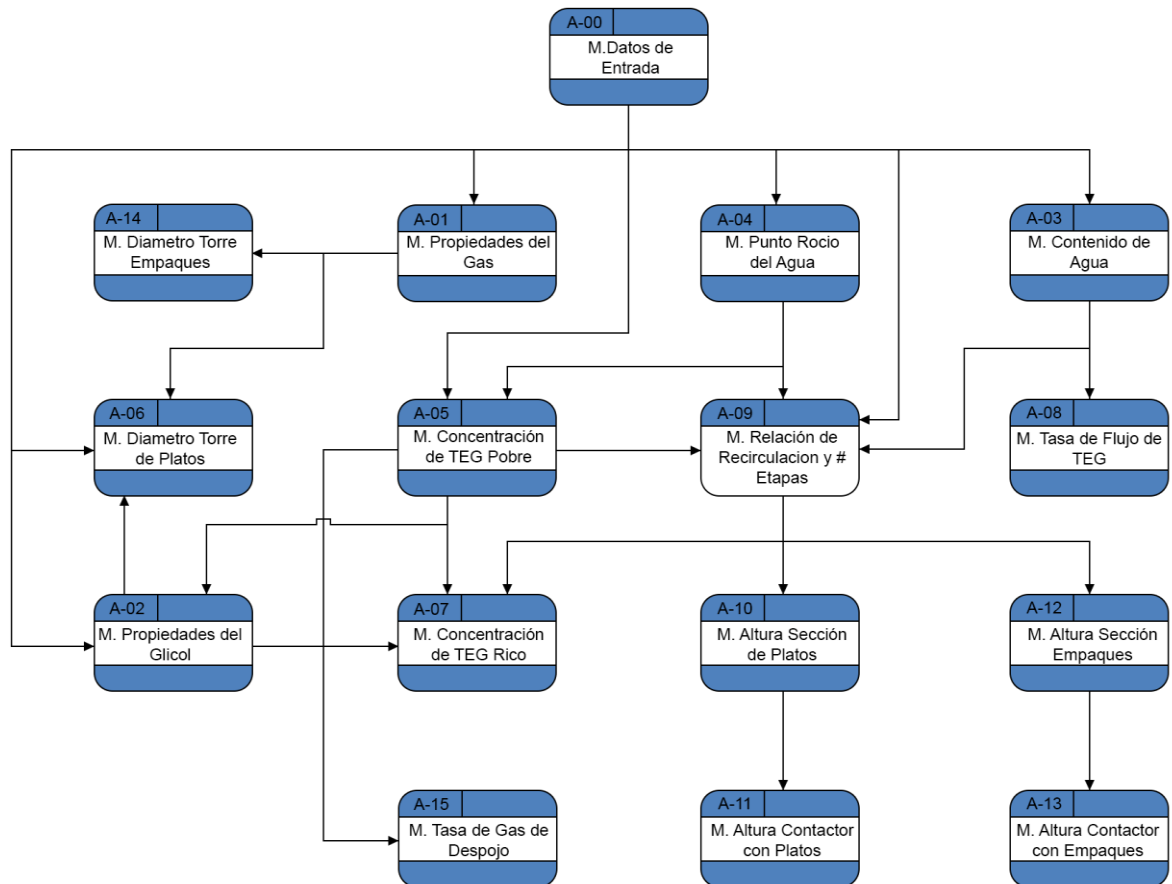 A-00
M.Datos de
Entrada
A-14
M. Diametro Torre
Empaques
A-01
M. Propiedades del
Gas
A-04
M. Punto Rocio
del Agua
A-03
M. Contenido de
Agua
A-06
M. Diametro Torre
de Platos
A-05
M. Concentración
de TEG Pobre
A-09
M. Relación de
Recirculacion y #
Etapas
A-08
M. Tasa de Flujo de
TEG
A-02
M. Propiedades del
Glicol
A-07
M. Concentración
de TEG Rico
A-10
M. Altura Sección
de Platos
A-12
M. Altura Sección
Empaques
A-15
M. Tasa de Gas de
Despojo
A-11
M. Altura Contactor
con Platos
A-13
M. Altura Contactor
con Empaques